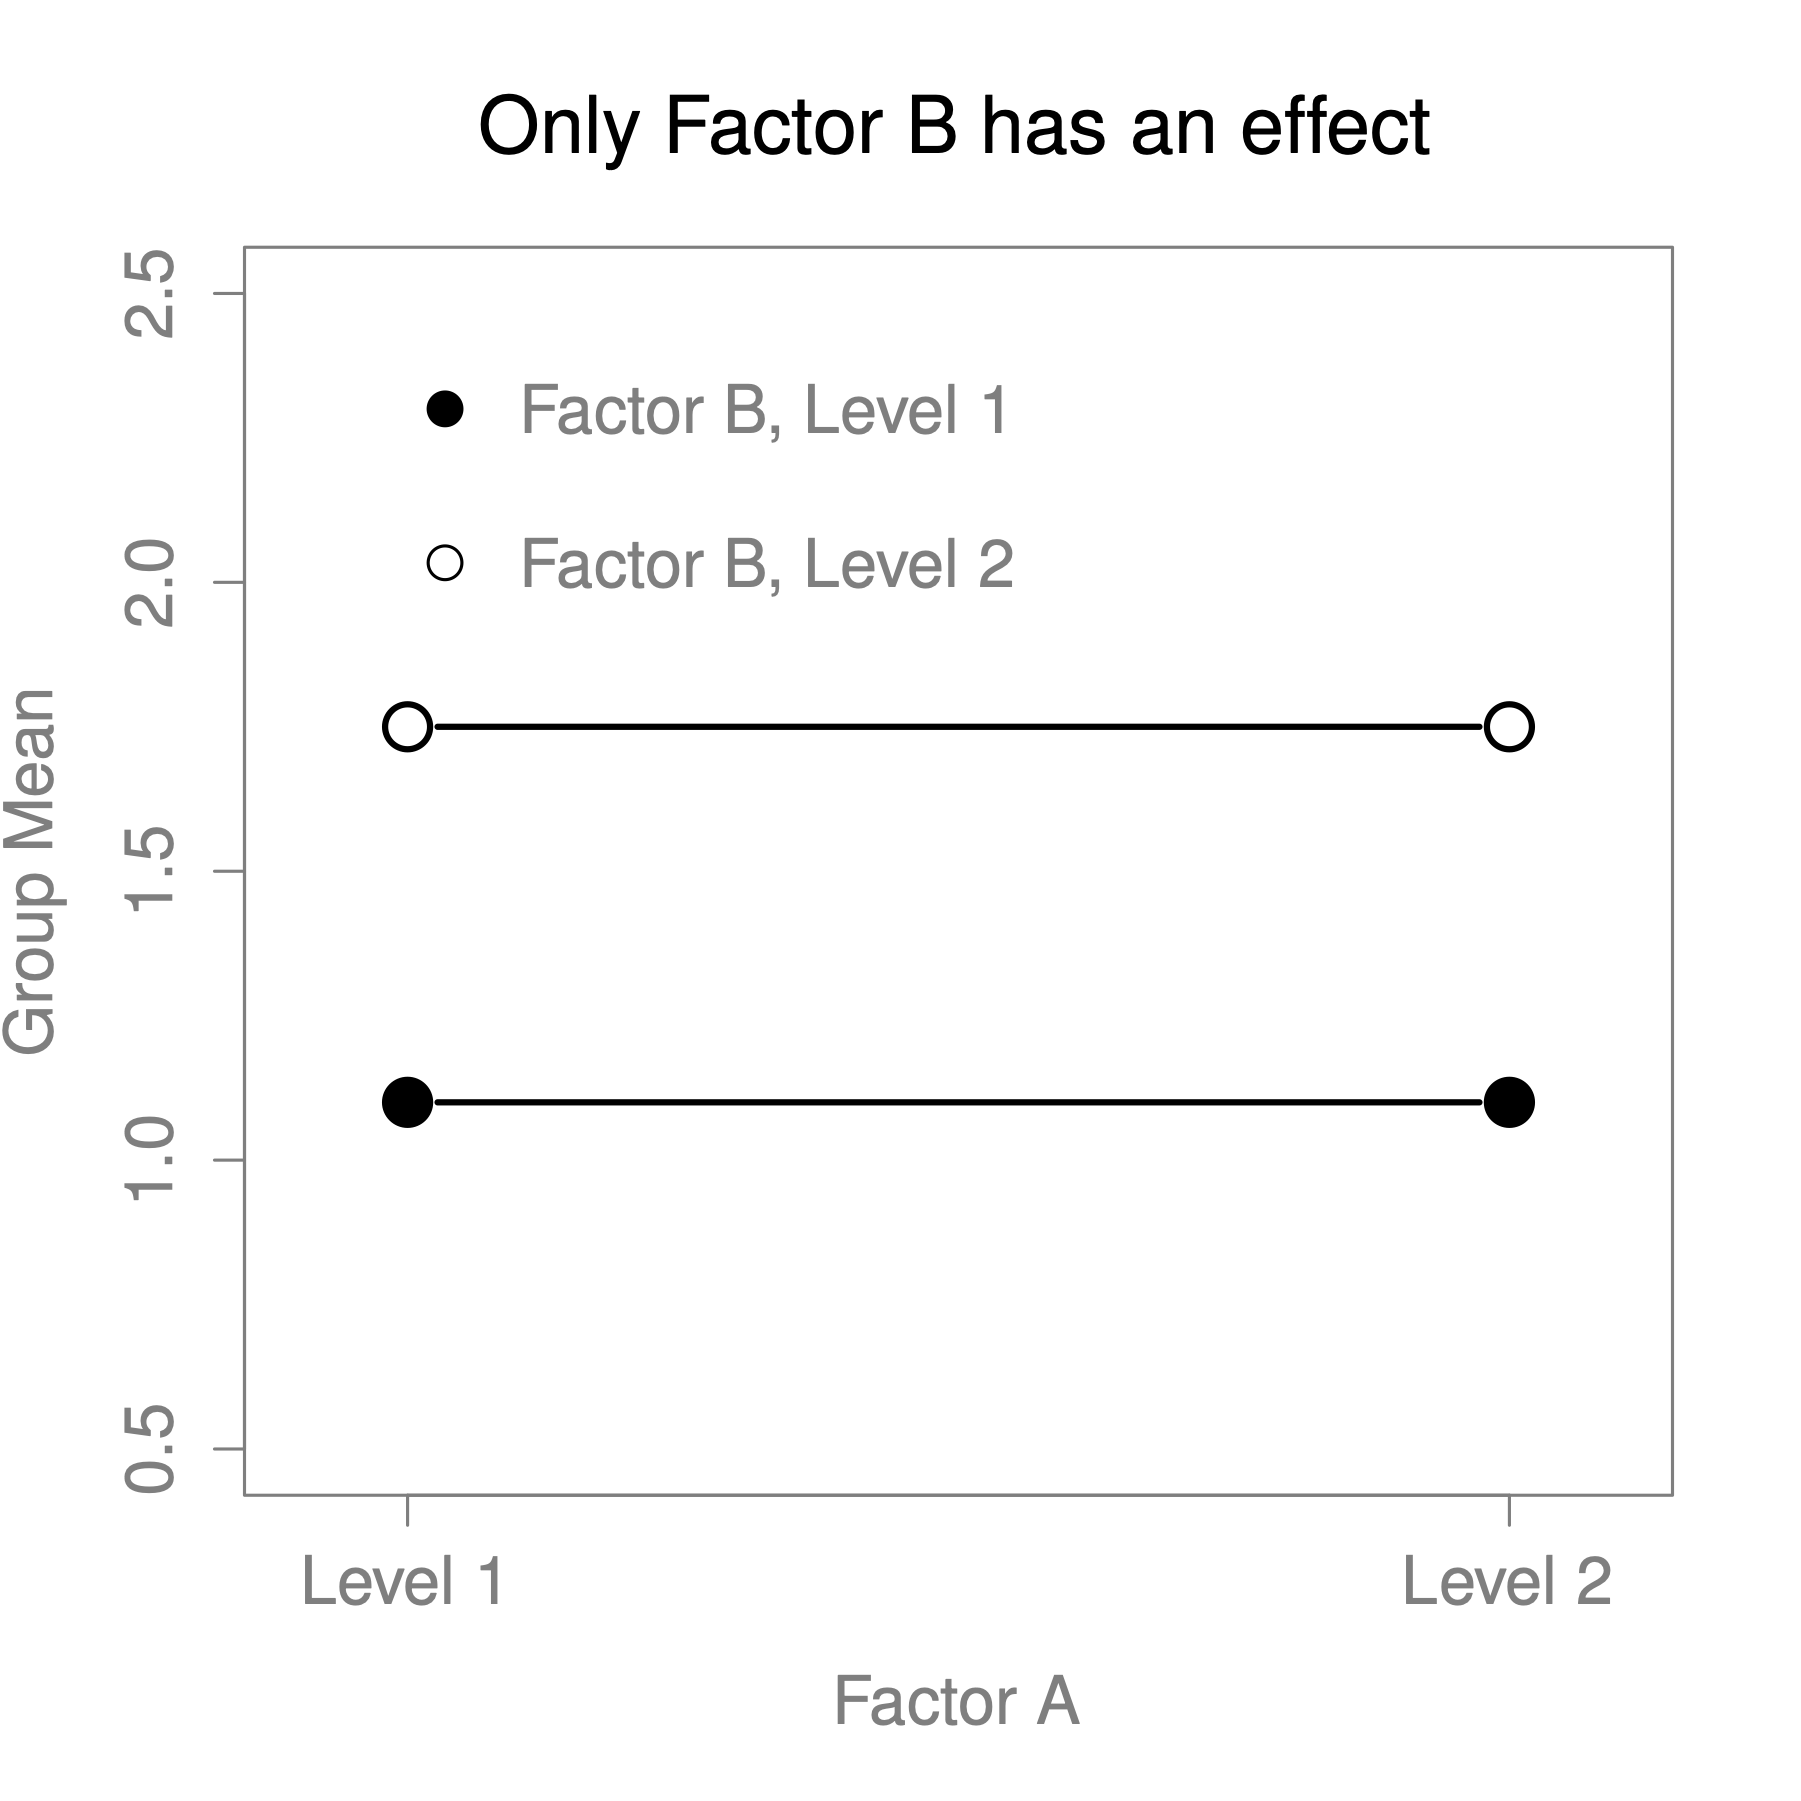 Only Factor B has an effect
Group Mean
2.5
2.0
1.5
1.0
0.5
Factor B, Level 1
Factor B, Level 2
Level 1
Level 2
Factor A